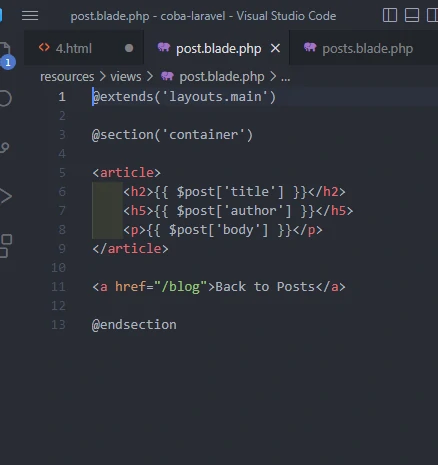 post.blade.php - coba-laravel - Visual Studio Code
4.html
post.blade.php
posts.blade.php
1
resources > views > post.blade.php > ...
1 @extends('layouts.main')
2
3 @section('container')
4
5 <article>
6 <h2>{{ $post['title'] }}</h2>
7 <h5>{{ $post['author'] }}</h5>
8 <p>{{ $post['body'] }}</p>
9 </article>
10
11 <a href="/blog">Back to Posts</a>
12
13 @endsection